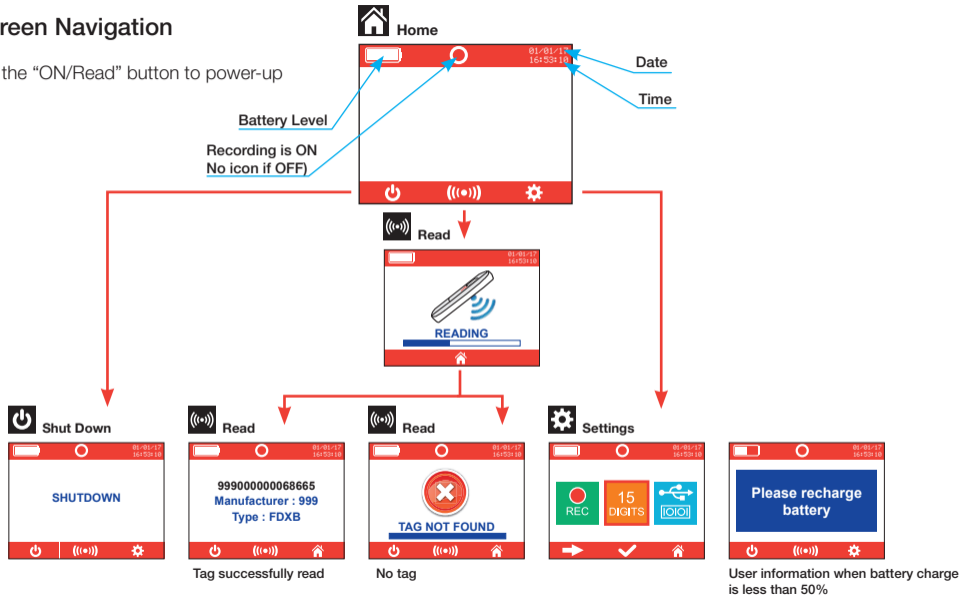 reen Navigation
the “ON/Read” button to power-up
Home
01/01/17
16:53:10
Date
Time
Battery Level
Recording is ON
No icon if OFF)
Read
01/01/17
16:53:10
READING
Shut Down
01/01/17
16:53:10
SHUTDOWN
Read
01/01/17
16:53:10
999000000068665
Manufacturer : 999
Type : FDXB
Tag successfully read
Read
01/01/17
16:53:10
TAG NOT FOUND
No tag
Settings
01/01/17
16:53:10
REC
15
DIGITS
IOIOI
01/01/17
16:53:10
Please recharge
battery
User information when battery charge
is less than 50%